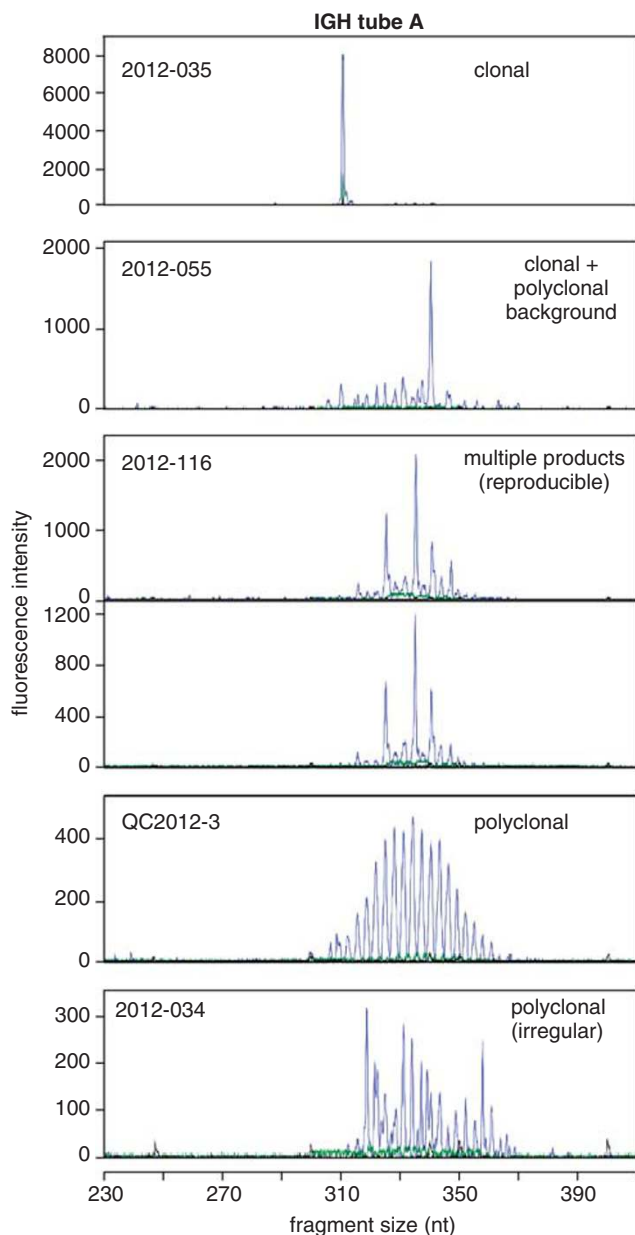 IGH tube A
8000
2012-035 clonal
6000
4000
2000
0
2000
2012-055 clonal +
polyclonal
background
1000
0
2000
2012-116 multiple products
(reproducible)
1000
0
1200
800
400
0
fluorescence intensity
QC2012-3 polyclonal
400
200
0
300
2012-034 polyclonal
(irregular)
200
100
0
230 270 310 350 390
fragment size (nt)